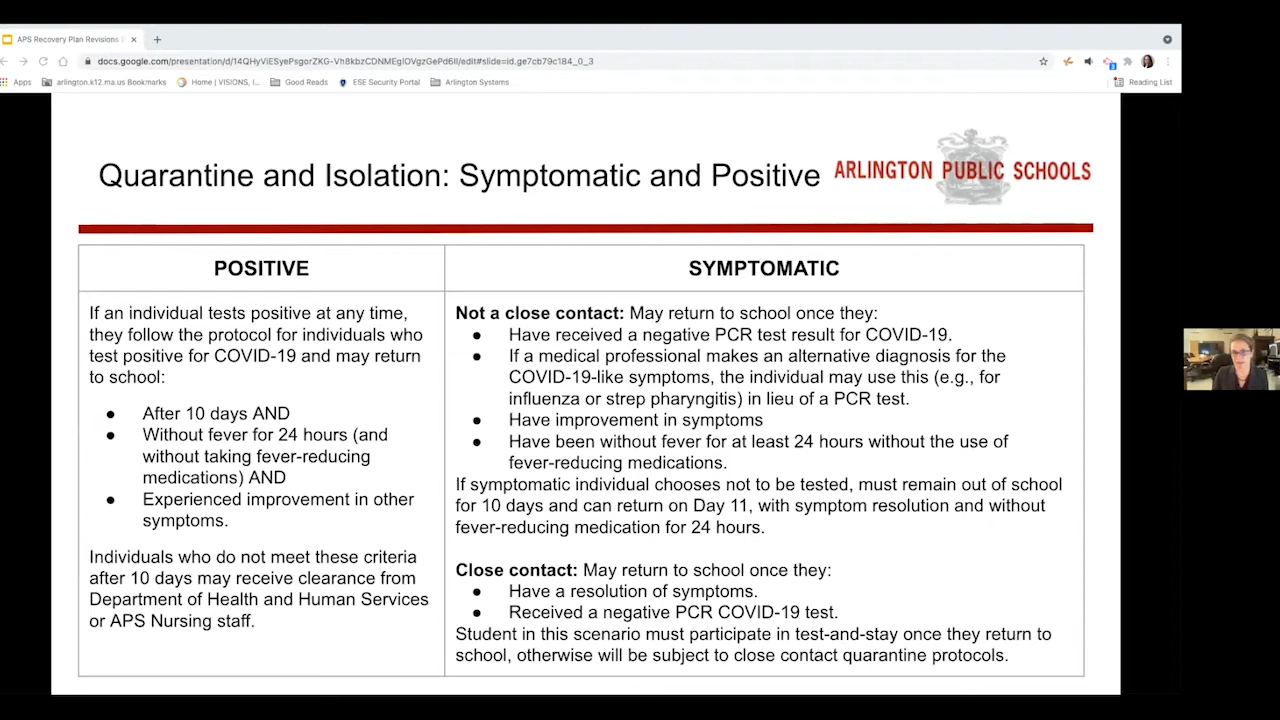 APS Recovery Plan Revisions
docs.google.com/presentation/d/14QHyViESyePsgorZKG-Vh8kbzCDNMEgIOVgzGePd6lI/edit#slide=id.ge7cb79c184_0_3
Apps arlington.k12.ma.us Bookmarks Home | VISIONS, I... Good Reads ESE Security Portal Arlington Systems Reading List
Quarantine and Isolation: Symptomatic and Positive
ARLINGTON PUBLIC SCHOOLS
POSITIVE
If an individual tests positive at any time,
they follow the protocol for individuals who
test positive for COVID-19 and may return
to school:
● After 10 days AND
● Without fever for 24 hours (and
without taking fever-reducing
medications) AND
● Experienced improvement in other
symptoms.
Individuals who do not meet these criteria
after 10 days may receive clearance from
Department of Health and Human Services
or APS Nursing staff.
SYMPTOMATIC
Not a close contact: May return to school once they:
● Have received a negative PCR test result for COVID-19.
● If a medical professional makes an alternative diagnosis for the
COVID-19-like symptoms, the individual may use this (e.g., for
influenza or strep pharyngitis) in lieu of a PCR test.
● Have improvement in symptoms
● Have been without fever for at least 24 hours without the use of
fever-reducing medications.
If symptomatic individual chooses not to be tested, must remain out of school
for 10 days and can return on Day 11, with symptom resolution and without
fever-reducing medication for 24 hours.
Close contact: May return to school once they:
● Have a resolution of symptoms.
● Received a negative PCR COVID-19 test.
Student in this scenario must participate in test-and-stay once they return to
school, otherwise will be subject to close contact quarantine protocols.